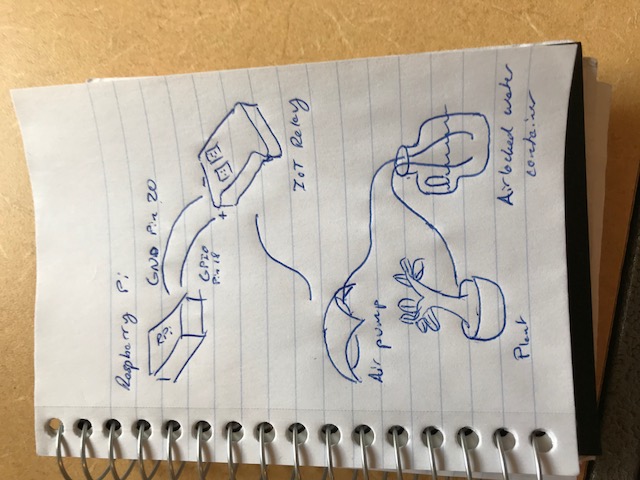 Raspberry Pi
RPi
GND Pin 20
GPIO
Pin 18
+ -
IoT Relay
Air pump
Plant
Airlocked water
container